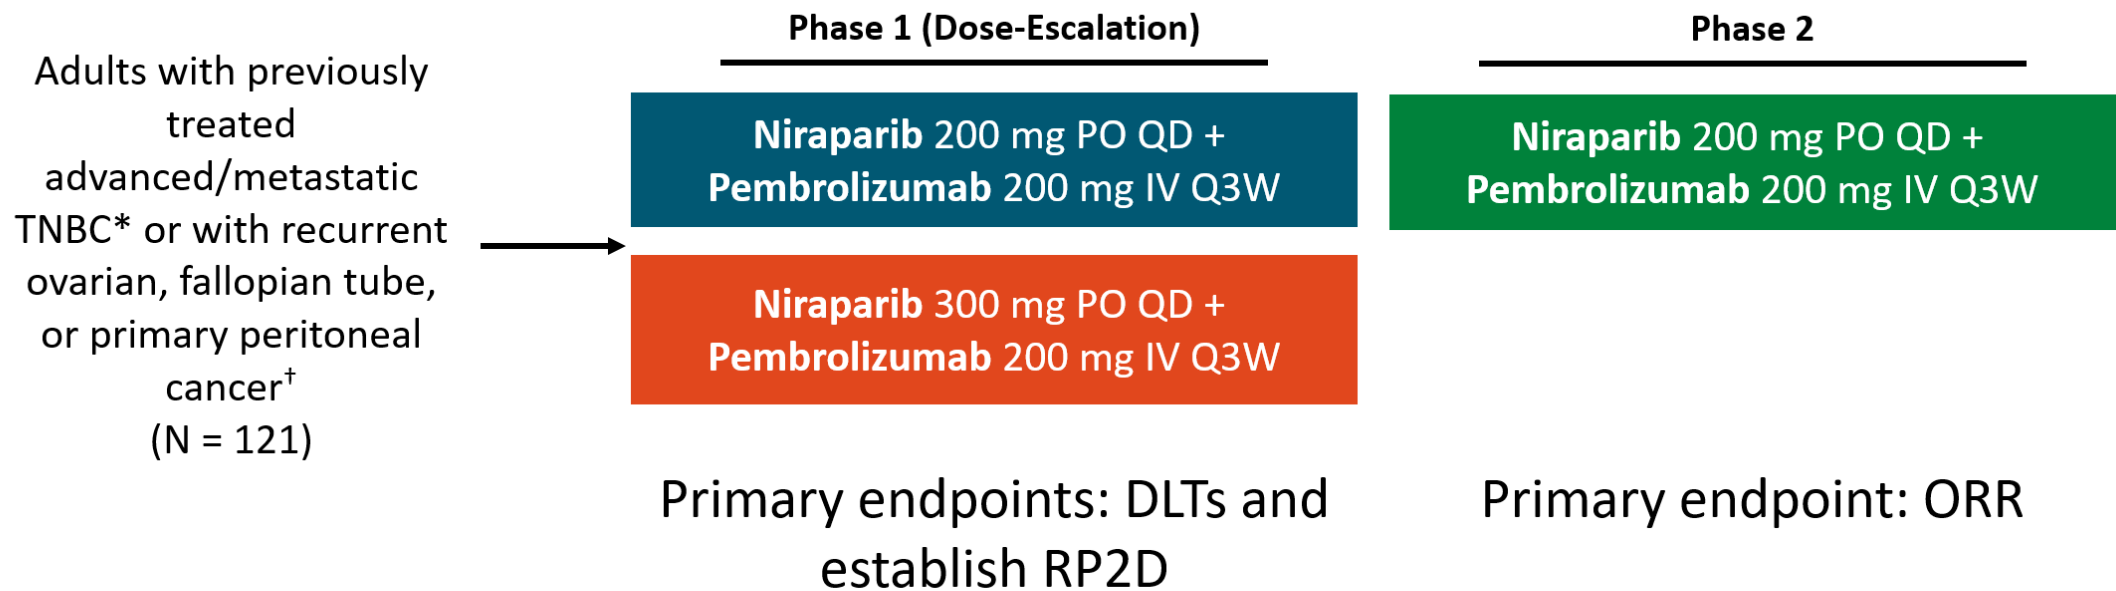 Adults with previously
treated
advanced/metastatic
TNBC* or with recurrent
ovarian, fallopian tube,
or primary peritoneal
cancer†
(N = 121)
Phase 1 (Dose-Escalation)
Niraparib 200 mg PO QD +
Pembrolizumab 200 mg IV Q3W
Niraparib 300 mg PO QD +
Pembrolizumab 200 mg IV Q3W
Primary endpoints: DLTs and
establish RP2D
Phase 2
Niraparib 200 mg PO QD +
Pembrolizumab 200 mg IV Q3W
Primary endpoint: ORR